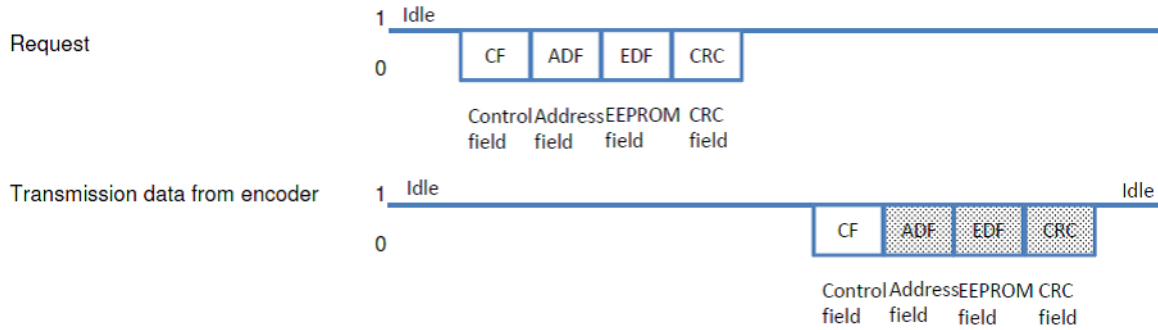 1 Idle
Request
0
CF ADF EDF CRC
Control Address EEPROM CRC
field field field field
Transmission data from encoder
1 Idle
Idle
0
CF ADF EDF CRC
Control Address EEPROM CRC
field field field field